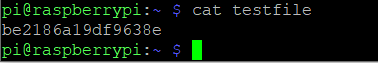 pi@raspberrypi:~ $ cat testfile
be2186a19df9638e
pi@raspberrypi:~ $